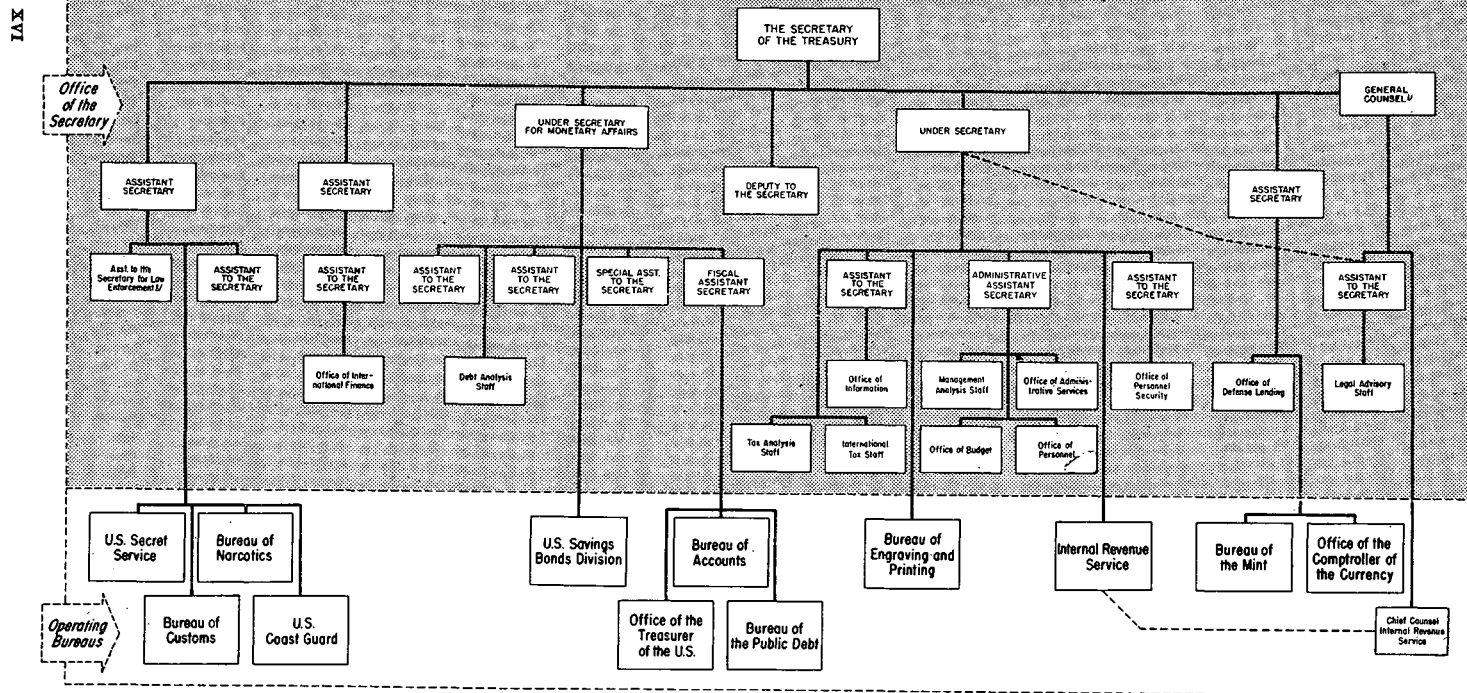 XVI
THE SECRETARY
OF THE TREASURY
Office
of the
Secretary
GENERAL
COUNSEL 1/
UNDER SECRETARY
FOR MONETARY AFFAIRS
UNDER SECRETARY
ASSISTANT
SECRETARY
ASSISTANT
SECRETARY
DEPUTY TO
THE SECRETARY
ASSISTANT
SECRETARY
Asst. to the
Secretary for Law
Enforcement
ASSISTANT
TO THE
SECRETARY
ASSISTANT
TO THE
SECRETARY
ASSISTANT
TO THE
SECRETARY
ASSISTANT
TO THE
SECRETARY
SPECIAL ASST.
TO THE
SECRETARY
FISCAL
ASSISTANT
SECRETARY
ASSISTANT
TO THE
SECRETARY
ADMINISTRATIVE
ASSISTANT
SECRETARY
ASSISTANT
TO THE
SECRETARY
ASSISTANT
TO THE
SECRETARY
Office of Inter-
national Finance
Debt Analysis
Staff
Office of
Information
Management
Analysis Staff
Office of Adminis-
trative Services
Office of
Personnel
Security
Office of
Defense Lending
Legal Advisory
Staff
Tax Analysis
Staff
International
Tax Staff
Office of Budget
Office of
Personnel
U.S. Secret
Service
Bureau of
Narcotics
U.S. Savings
Bonds Division
Bureau of
Accounts
Bureau of
Engraving and
Printing
Internal Revenue
Service
Bureau of
the Mint
Office of the
Comptroller of
the Currency
Operating
Bureaus
Bureau of
Customs
U.S.
Coast Guard
Office of the
Treasurer
of the U.S.
Bureau of
the Public Debt
Chief Counsel
Internal Revenue
Service